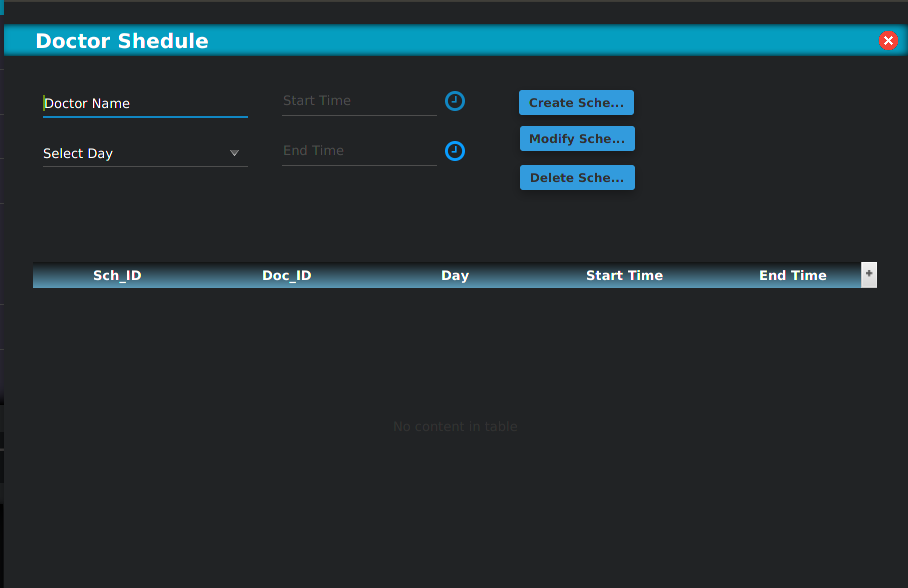 Doctor Shedule
Doctor Name
Start Time
Create Sche...
Select Day
End Time
Modify Sche...
Delete Sche...
Sch_ID Doc_ID Day Start Time End Time +
No content in table